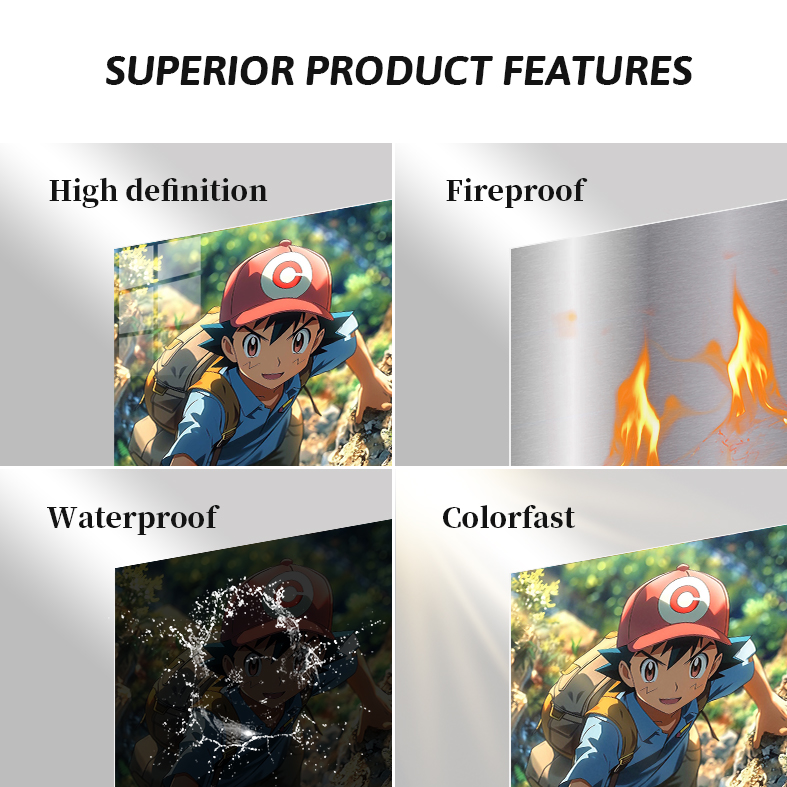 SUPERIOR PRODUCT FEATURES
High definition
Fireproof
Waterproof
Colorfast